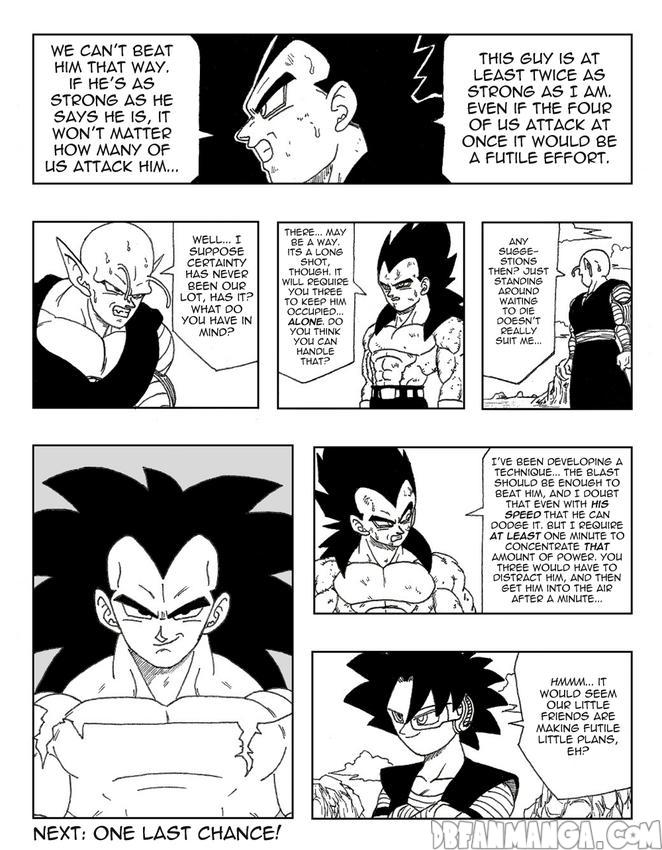 THIS GUY IS AT
LEAST TWICE AS
STRONG AS I AM.
EVEN IF THE FOUR
OF US ATTACK AT
ONCE IT WOULD BE
A FUTILE EFFORT.
WE CAN'T BEAT
HIM THAT WAY.
IF HE'S AS
STRONG AS HE
SAYS HE IS, IT
WON'T MATTER
HOW MANY OF
US ATTACK HIM...
ANY
SUGGE-
STIONS
THEN? JUST
STANDING
AROUND
WAITING
TO DIE
DOESN'T
REALLY
SUIT ME...
THERE... MAY
BE A WAY.
ITS A LONG
SHOT,
THOUGH. IT
WILL REQUIRE
YOU THREE
TO KEEP HIM
OCCUPIED...
ALONE. DO
YOU THINK
YOU CAN
HANDLE
THAT?
WELL... I
SUPPOSE
CERTAINTY
HAS NEVER
BEEN OUR
LOT, HAS IT?
WHAT DO
YOU HAVE IN
MIND?
I'VE BEEN DEVELOPING A
TECHNIQUE... THE BLAST
SHOULD BE ENOUGH TO
BEAT HIM, AND I DOUBT
THAT EVEN WITH HIS
SPEED THAT HE CAN
DODGE IT. BUT I REQUIRE
AT LEAST ONE MINUTE TO
CONCENTRATE THAT
AMOUNT OF POWER. YOU
THREE WOULD HAVE TO
DISTRACT HIM, AND THEN
GET HIM INTO THE AIR
AFTER A MINUTE...
HMMM... IT
WOULD SEEM
OUR LITTLE
FRIENDS ARE
MAKING FUTILE
LITTLE PLANS,
EH?
NEXT: ONE LAST CHANCE!
DBFANMANGA.COM